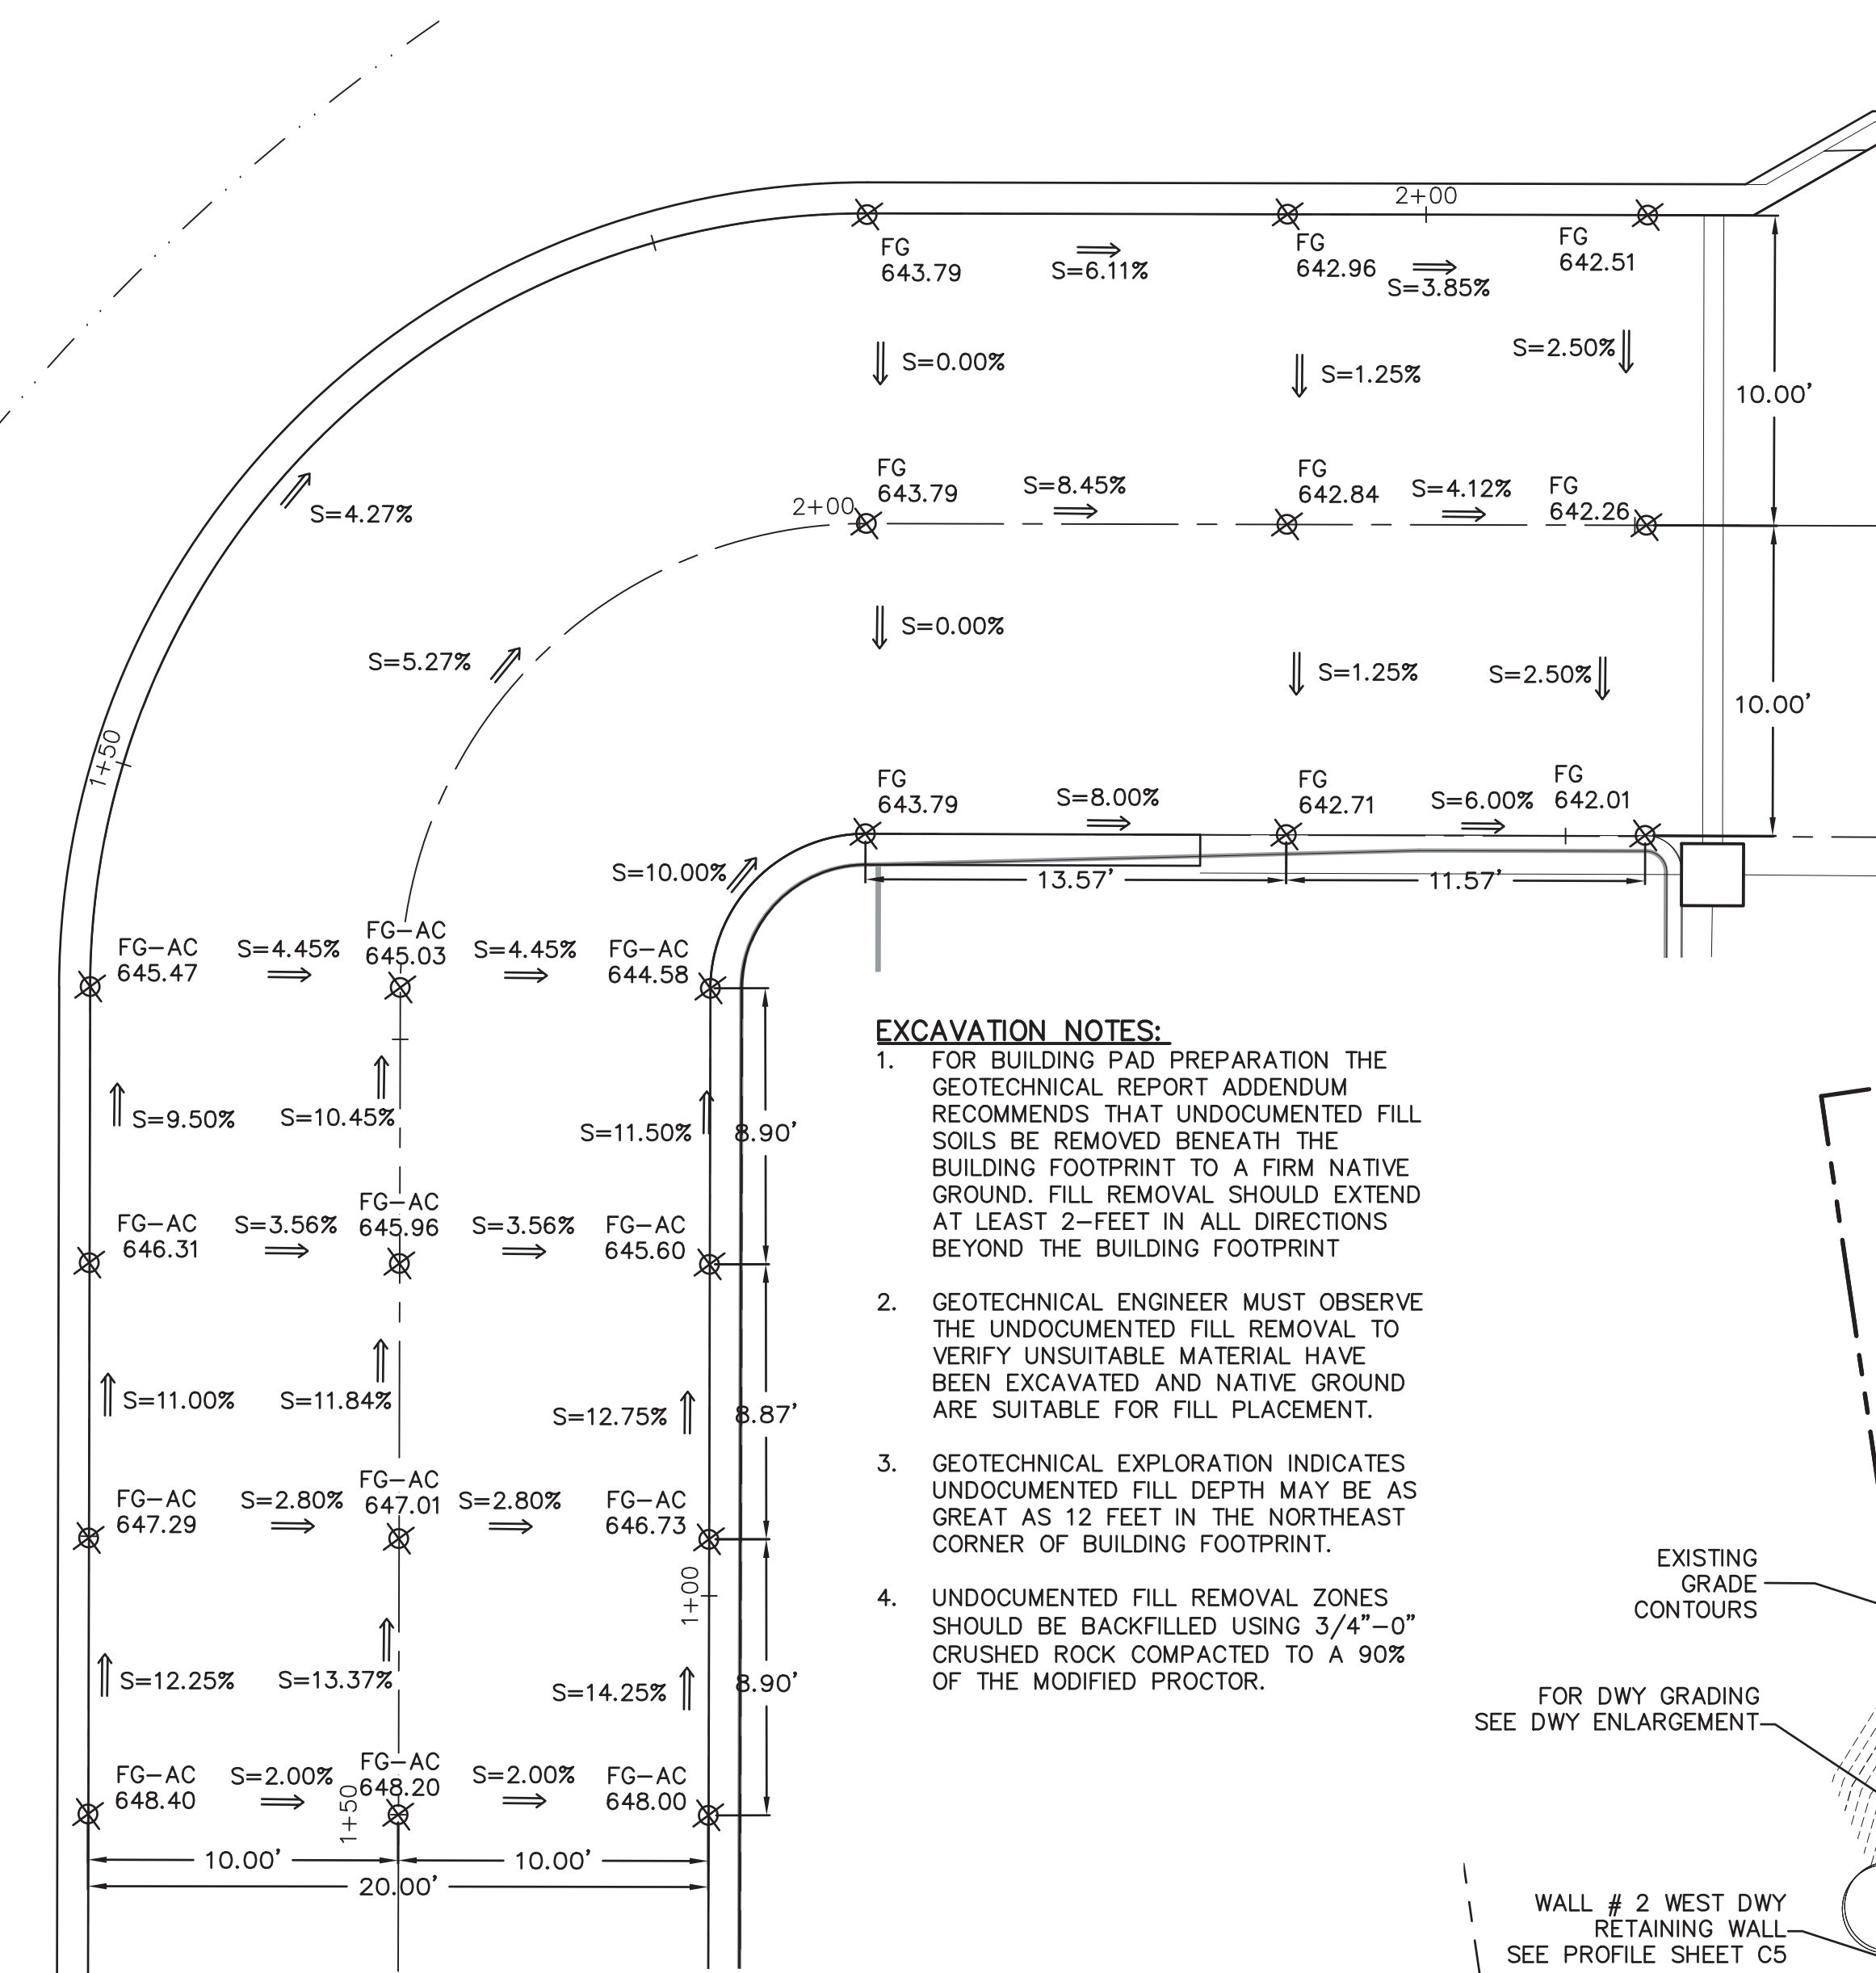 2+00
FG
643.79
S=6.11%
FG
642.96
S=3.85%
FG
642.51
S=0.00%
S=1.25%
S=2.50%
10.00'
S=4.27%
2+00
FG
643.79
S=8.45%
FG
642.84
S=4.12%
FG
642.26
S=5.27%
S=0.00%
S=1.25%
S=2.50%
10.00'
1+50
FG
643.79
S=8.00%
FG
642.71
S=6.00%
FG
642.01
S=10.00%
13.57'
11.57'
FG-AC
645.47
S=4.45%
FG-AC
645.03
S=4.45%
FG-AC
644.58
S=9.50%
S=10.45%
S=11.50%
8.90'
FG-AC
646.31
S=3.56%
FG-AC
645.96
S=3.56%
FG-AC
645.60
S=11.00%
S=11.84%
S=12.75%
8.87'
FG-AC
647.29
S=2.80%
FG-AC
647.01
S=2.80%
FG-AC
646.73
1+00
S=12.25%
S=13.37%
S=14.25%
8.90'
FG-AC
648.40
S=2.00%
FG-AC
648.20
1+50
S=2.00%
FG-AC
648.00
10.00'
10.00'
20.00'
EXCAVATION NOTES:
1. FOR BUILDING PAD PREPARATION THE
GEOTECHNICAL REPORT ADDENDUM
RECOMMENDS THAT UNDOCUMENTED FILL
SOILS BE REMOVED BENEATH THE
BUILDING FOOTPRINT TO A FIRM NATIVE
GROUND. FILL REMOVAL SHOULD EXTEND
AT LEAST 2-FEET IN ALL DIRECTIONS
BEYOND THE BUILDING FOOTPRINT
2. GEOTECHNICAL ENGINEER MUST OBSERVE
THE UNDOCUMENTED FILL REMOVAL TO
VERIFY UNSUITABLE MATERIAL HAVE
BEEN EXCAVATED AND NATIVE GROUND
ARE SUITABLE FOR FILL PLACEMENT.
3. GEOTECHNICAL EXPLORATION INDICATES
UNDOCUMENTED FILL DEPTH MAY BE AS
GREAT AS 12 FEET IN THE NORTHEAST
CORNER OF BUILDING FOOTPRINT.
4. UNDOCUMENTED FILL REMOVAL ZONES
SHOULD BE BACKFILLED USING 3/4"-0"
CRUSHED ROCK COMPACTED TO A 90%
OF THE MODIFIED PROCTOR.
EXISTING
GRADE
CONTOURS
FOR DWY GRADING
SEE DWY ENLARGEMENT
WALL # 2 WEST DWY
RETAINING WALL
SEE PROFILE SHEET C5